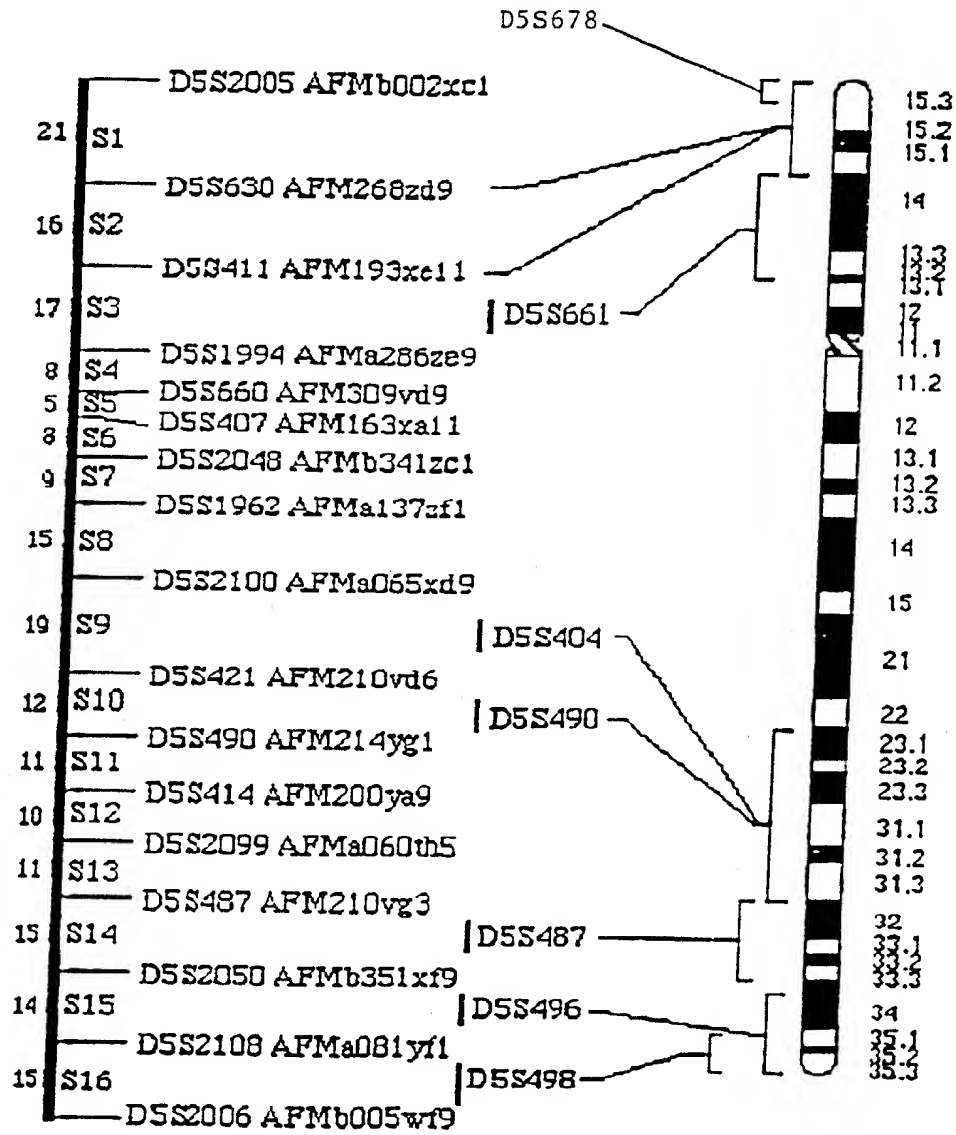 D5S678
D5S2005 AFMb002xc1
21 S1
D5S630 AFM268zd9
16 S2
D5S411 AFM193xe11
17 S3
D5S661
D5S1994 AFMa286ze9
8 S4
D5S660 AFM309vd9
5 S5
D5S407 AFM163xa11
8 S6
D5S2048 AFMb341zc1
9 S7
D5S1962 AFMa137zf1
15 S8
D5S2100 AFMa065xd9
19 S9
D5S404
D5S421 AFM210vd6
12 S10
D5S490
D5S490 AFM214yg1
11 S11
D5S414 AFM200ya9
10 S12
D5S2099 AFMa060th5
11 S13
D5S487 AFM210vg3
15 S14
D5S487
D5S2050 AFMb351xf9
14 S15
D5S496
D5S2108 AFMa081yf1
15 S16
D5S498
D5S2006 AFMb005wf9
15.3
15.2
15.1
14
13.3
13.2
13.1
12
11
11.1
11.2
12
13.1
13.2
13.3
14
15
21
22
23.1
23.2
23.3
31.1
31.2
31.3
32
33.1
33.2
33.3
34
35.1
35.2
35.3